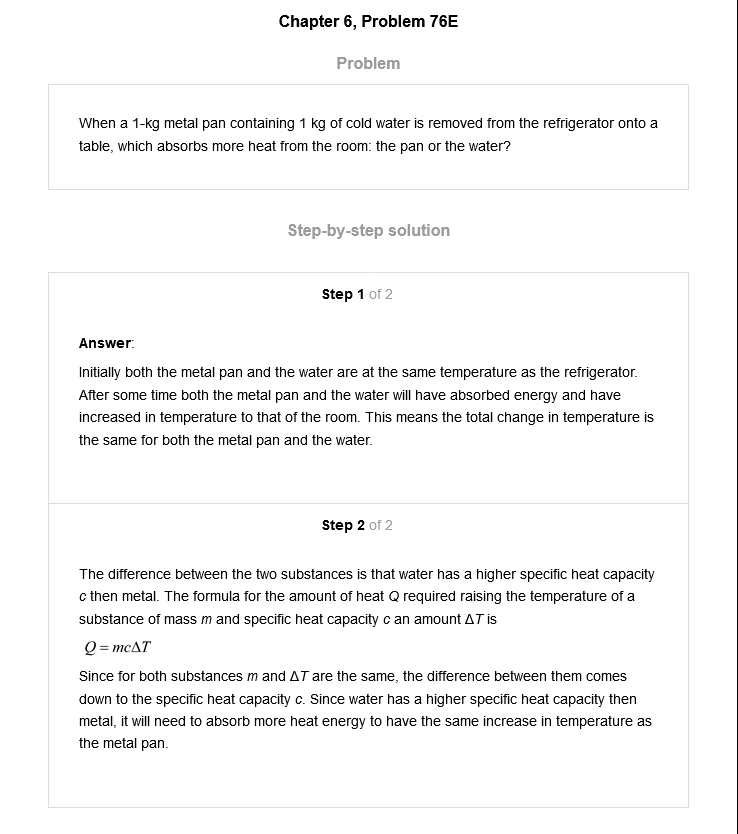 Chapter 6, Problem 76E
Problem
When a 1-kg metal pan containing 1 kg of cold water is removed from the refrigerator onto a
table, which absorbs more heat from the room: the pan or the water?
Step-by-step solution
Step 1 of 2
Answer:
Initially both the metal pan and the water are at the same temperature as the refrigerator.
After some time both the metal pan and the water will have absorbed energy and have
increased in temperature to that of the room. This means the total change in temperature is
the same for both the metal pan and the water.
Step 2 of 2
The difference between the two substances is that water has a higher specific heat capacity
c then metal. The formula for the amount of heat Q required raising the temperature of a
substance of mass m and specific heat capacity c an amount ΔT is
Q = mcΔT
Since for both substances m and ΔT are the same, the difference between them comes
down to the specific heat capacity c. Since water has a higher specific heat capacity then
metal, it will need to absorb more heat energy to have the same increase in temperature as
the metal pan.